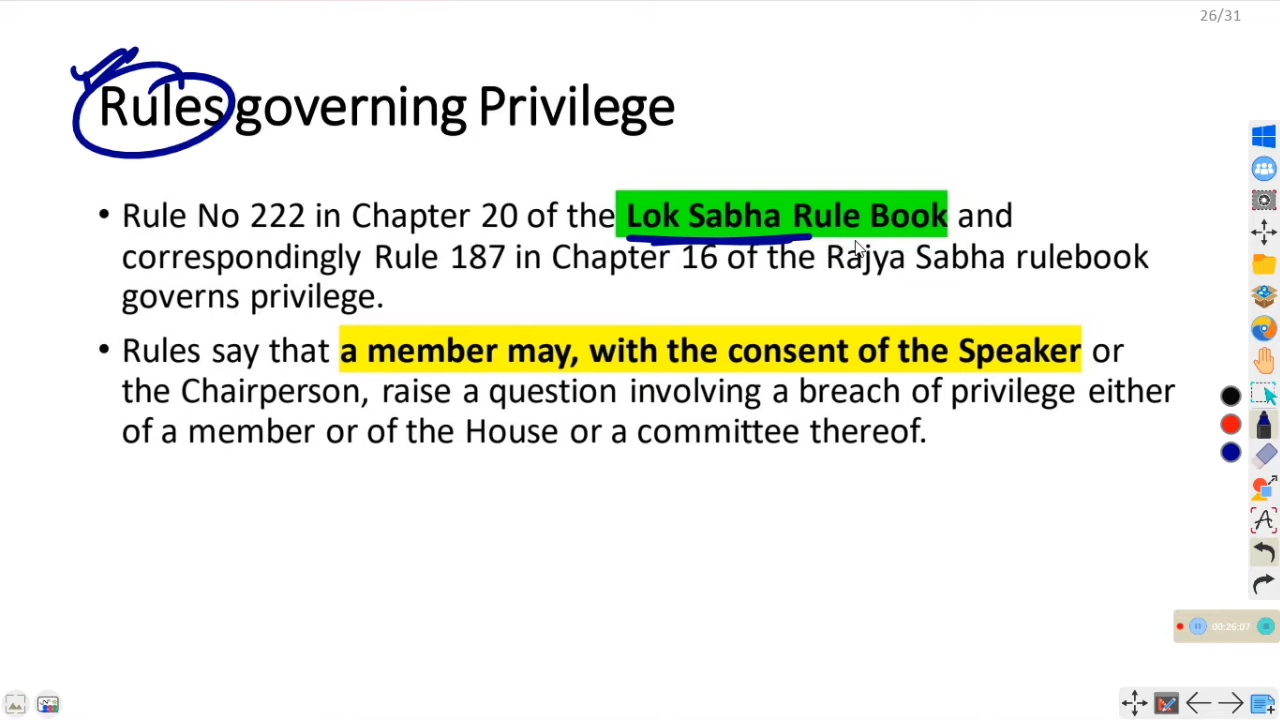 26/31
Rules governing Privilege
• Rule No 222 in Chapter 20 of the Lok Sabha Rule Book and
correspondingly Rule 187 in Chapter 16 of the Rajya Sabha rulebook
governs privilege.
• Rules say that a member may, with the consent of the Speaker or
the Chairperson, raise a question involving a breach of privilege either
of a member or of the House or a committee thereof.
00:26:07